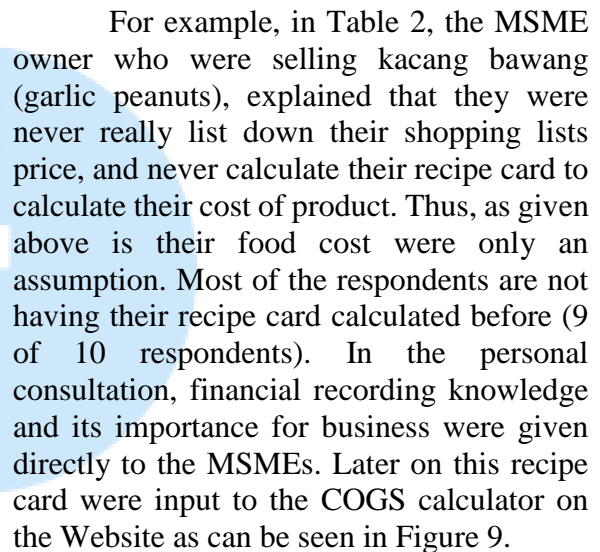 For example, in Table 2, the MSME
owner who were selling kacang bawang
(garlic peanuts), explained that they were
never really list down their shopping lists
price, and never calculate their recipe card to
calculate their cost of product. Thus, as given
above is their food cost were only an
assumption. Most of the respondents are not
having their recipe card calculated before (9
of 10 respondents). In the personal
consultation, financial recording knowledge
and its importance for business were given
directly to the MSMEs. Later on this recipe
card were input to the COGS calculator on
the Website as can be seen in Figure 9.